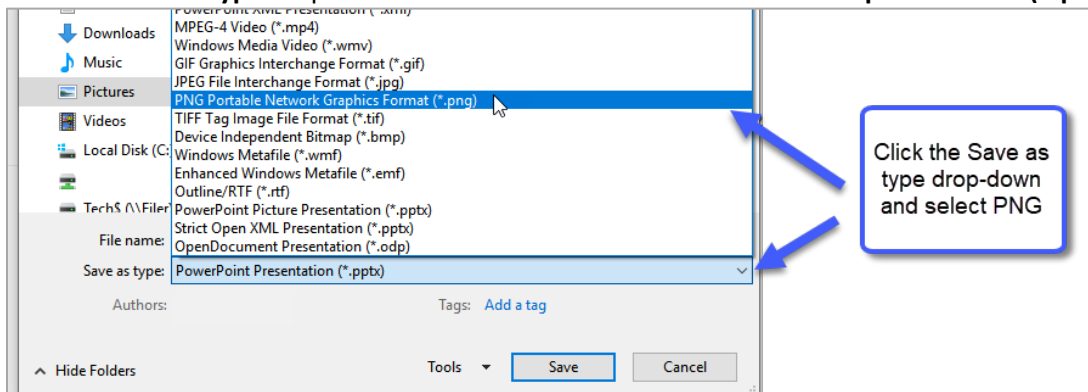 PowerPoint XML Presentation (*.xml)
Downloads
MPEG-4 Video (*.mp4)
Windows Media Video (*.wmv)
Music
GIF Graphics Interchange Format (*.gif)
JPEG File Interchange Format (*.jpg)
Pictures
PNG Portable Network Graphics Format (*.png)
Videos
TIFF Tag Image File Format (*.tif)
Device Independent Bitmap (*.bmp)
Local Disk (C:
Windows Metafile (*.wmf)
Enhanced Windows Metafile (*.emf)
Outline/RTF (*.rtf)
Tech$ (\\Filer
PowerPoint Picture Presentation (*.pptx)
Strict Open XML Presentation (*.pptx)
OpenDocument Presentation (*.odp)
File name:
Save as type: PowerPoint Presentation (*.pptx)
Authors:
Tags: Add a tag
Hide Folders
Tools
Save
Cancel
Click the Save as
type drop-down
and select PNG